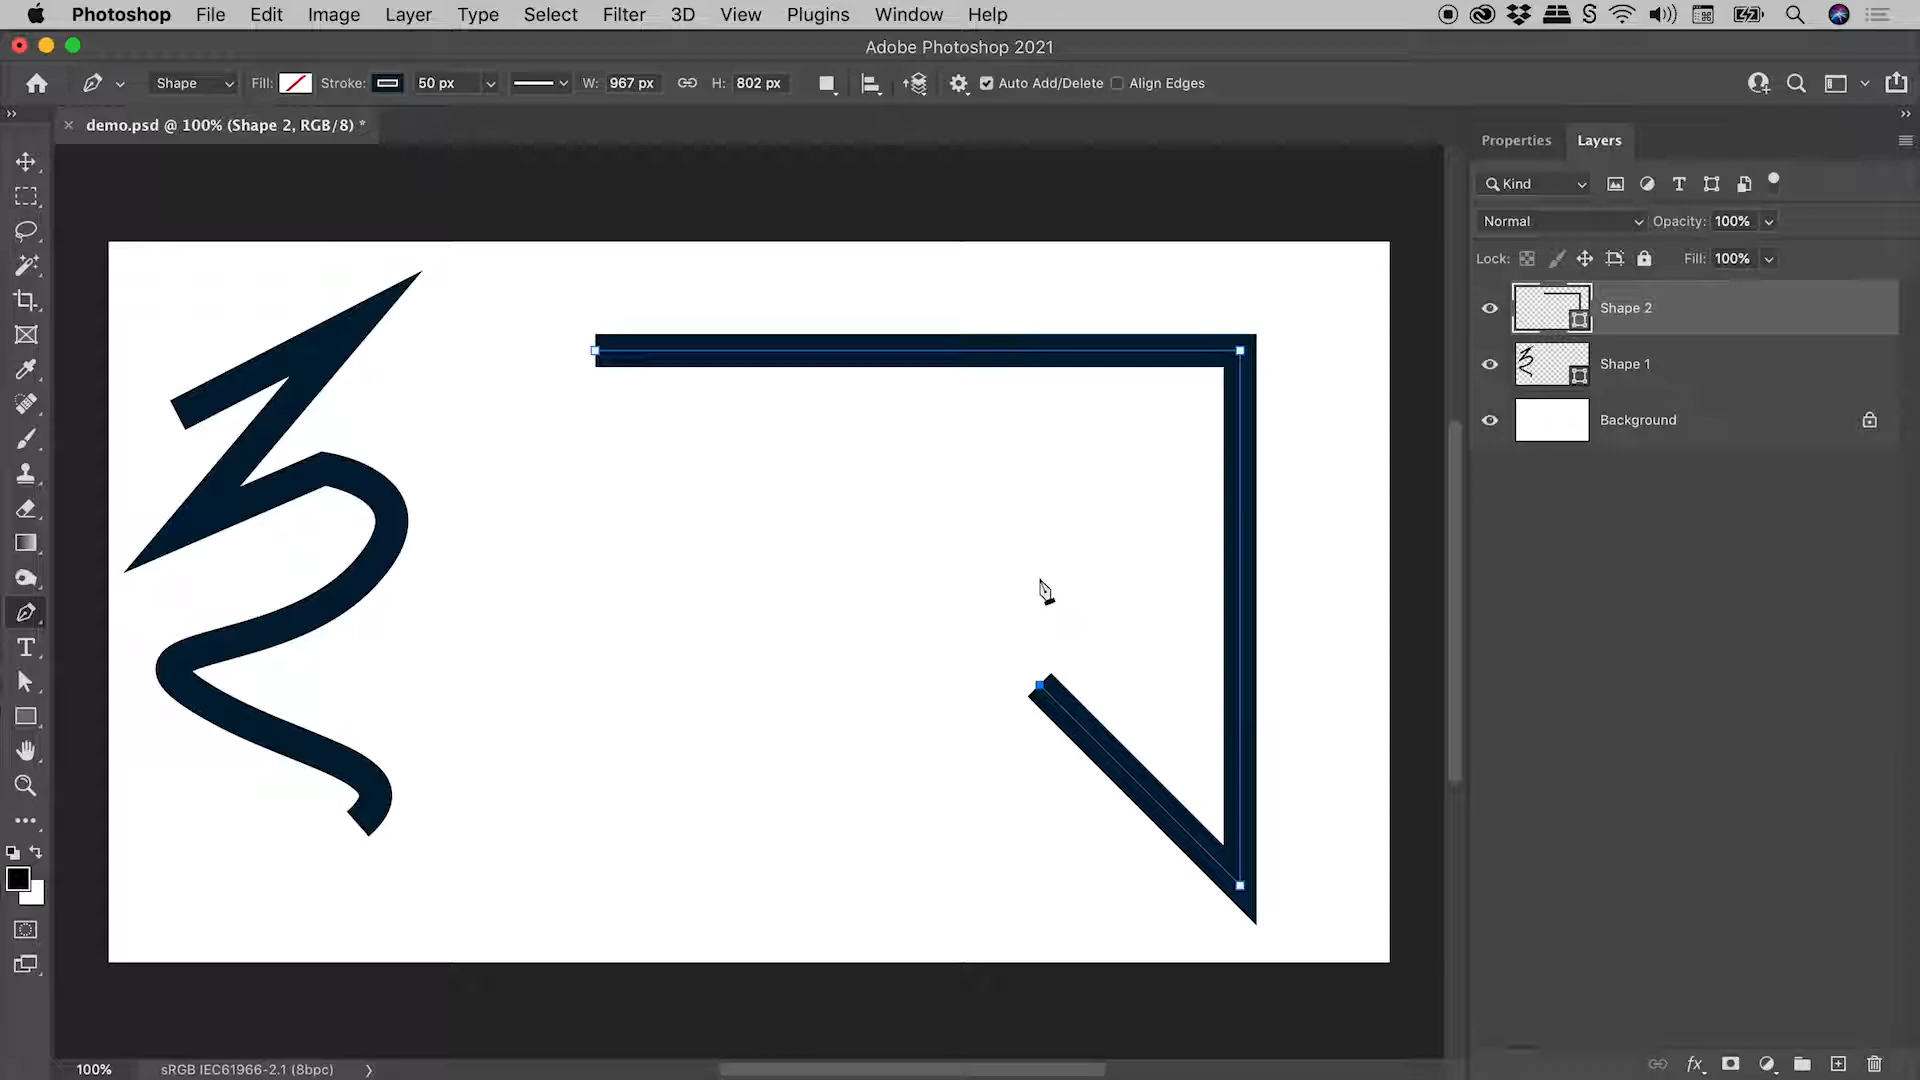 Photoshop File Edit Image Layer Type Select Filter 3D View Plugins Window Help
Adobe Photoshop 2021
Shape Fill: Stroke: 50 px W: 967 px H: 802 px Auto Add/Delete Align Edges
demo.psd @ 100% (Shape 2, RGB/8) *
Properties Layers
Kind
Normal Opacity: 100%
Lock: Fill: 100%
Shape 2
Shape 1
Background
100% sRGB IEC61966-2.1 (8bpc)